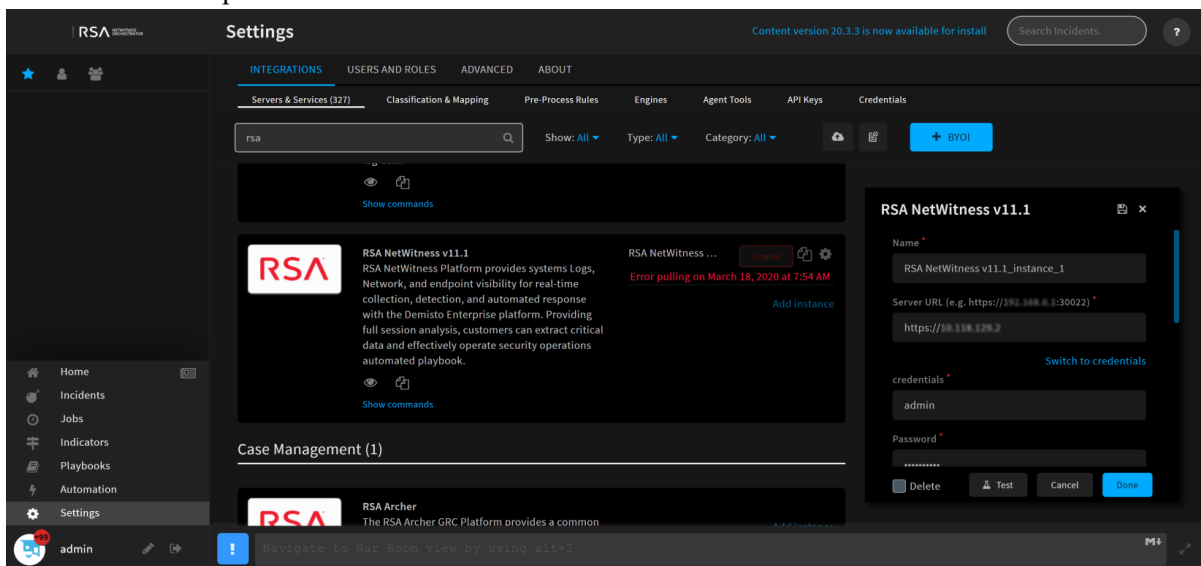 RSA NETWITNESS ORCHESTRATOR
Settings
Content version 20.3.3 is now available for install
Search Incidents.
?
INTEGRATIONS USERS AND ROLES ADVANCED ABOUT
Servers & Services (327) Classification & Mapping Pre-Process Rules Engines Agent Tools API Keys Credentials
rsa
Show: All Type: All Category: All
+ BYOI
Show commands
RSA
RSA NetWitness v11.1
RSA NetWitness Platform provides systems Logs,
Network, and endpoint visibility for real-time
collection, detection, and automated response
with the Demisto Enterprise platform. Providing
full session analysis, customers can extract critical
data and effectively operate security operations
automated playbook.
Show commands
RSA NetWitness ... Disable
Error pulling on March 18, 2020 at 7:54 AM
Add instance
Case Management (1)
RSA
RSA Archer
The RSA Archer GRC Platform provides a common
RSA NetWitness v11.1
Name *
RSA NetWitness v11.1_instance_1
Server URL (e.g. https://:30022) *
https://
Switch to credentials
credentials *
admin
Password *
Delete Test Cancel Done
Home
Incidents
Jobs
Indicators
Playbooks
Automation
Settings
+99
admin
!
Navigate to War Room view by using alt+2
M